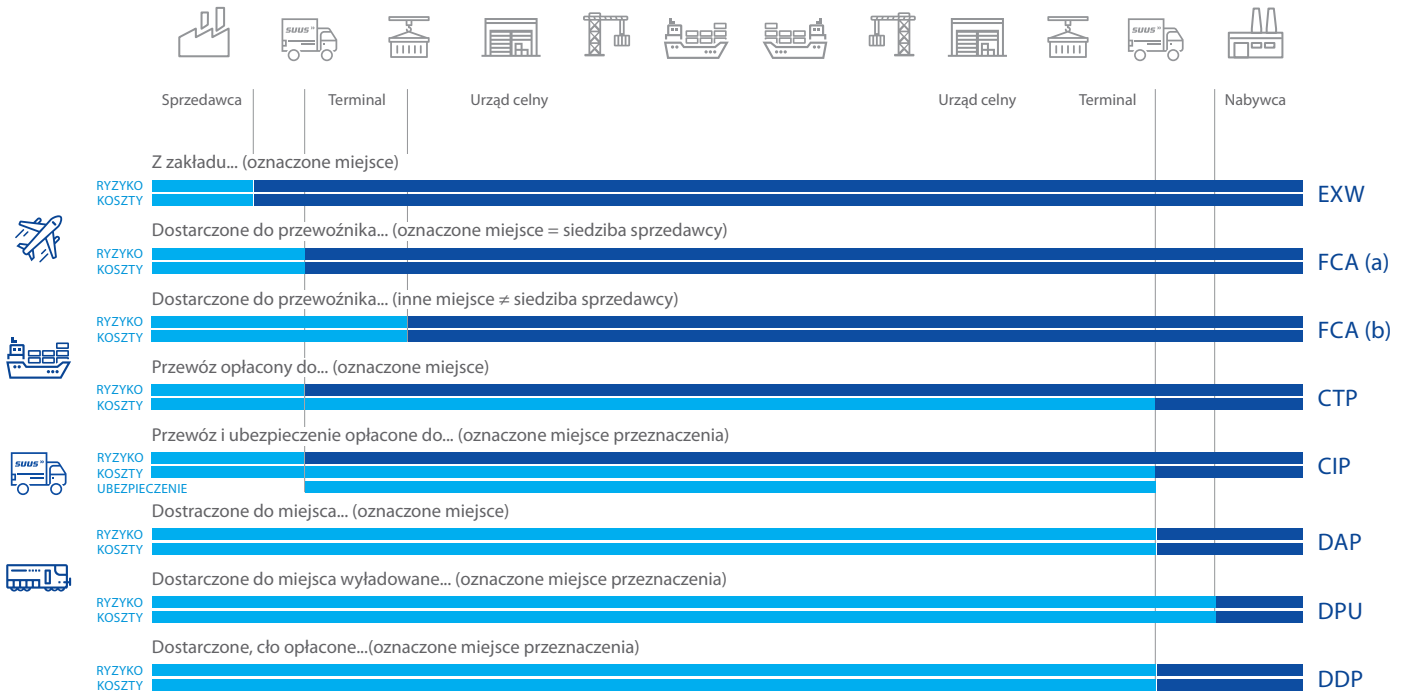 suus
suus
Sprzedawca
Terminal
Urząd celny
Urząd celny
Terminal
Nabywca
Z zakładu... (oznaczone miejsce)
RYZYKO
KOSZTY
EXW
Dostarczone do przewoźnika... (oznaczone miejsce = siedziba sprzedawcy)
RYZYKO
KOSZTY
FCA (a)
Dostarczone do przewoźnika... (inne miejsce ≠ siedziba sprzedawcy)
RYZYKO
KOSZTY
FCA (b)
Przewóz opłacony do... (oznaczone miejsce)
RYZYKO
KOSZTY
CTP
Przewóz i ubezpieczenie opłacone do... (oznaczone miejsce przeznaczenia)
suus
RYZYKO
KOSZTY
UBEZPIECZENIE
CIP
Dostraczone do miejsca... (oznaczone miejsce)
RYZYKO
KOSZTY
DAP
Dostarczone do miejsca wyładowane... (oznaczone miejsce przeznaczenia)
RYZYKO
KOSZTY
DPU
Dostarczone, cło opłacone...(oznaczone miejsce przeznaczenia)
RYZYKO
KOSZTY
DDP